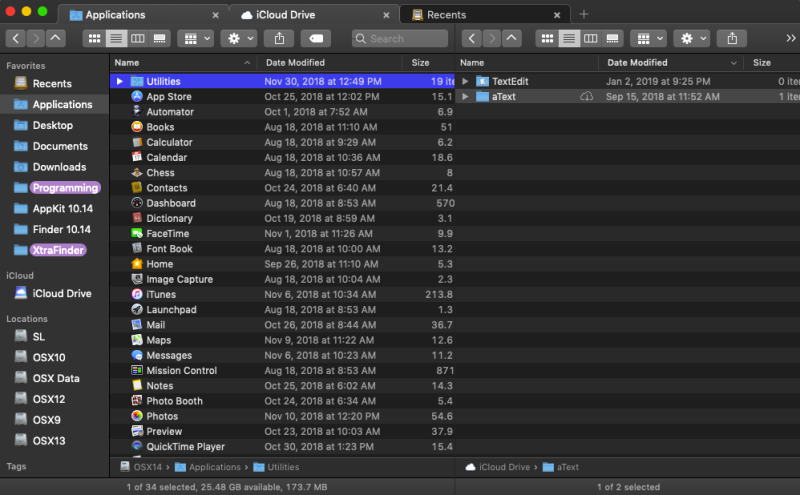 Applications
iCloud Drive
Recents
Search
Favorites
Recents
Applications
Desktop
Documents
Downloads
Programming
AppKit 10.14
Finder 10.14
XtraFinder
iCloud
iCloud Drive
Locations
SL
OSX10
OSX Data
OSX12
OSX9
OSX13
Tags
Name Date Modified Size
Utilities Nov 30, 2018 at 12:49 PM 19 ite
App Store Oct 25, 2018 at 12:02 PM 15.1
Automator Oct 1, 2018 at 7:52 AM 6.9
Books Aug 18, 2018 at 11:10 AM 51
Calculator Aug 18, 2018 at 9:29 AM 6.2
Calendar Aug 18, 2018 at 10:36 AM 18.6
Chess Aug 18, 2018 at 10:57 AM 8
Contacts Oct 24, 2018 at 6:40 AM 21.4
Dashboard Aug 18, 2018 at 8:53 AM 570
Dictionary Oct 19, 2018 at 8:59 AM 3.1
FaceTime Nov 1, 2018 at 11:26 AM 9.9
Font Book Aug 18, 2018 at 10:00 AM 13.2
Home Sep 26, 2018 at 11:10 AM 5.3
Image Capture Aug 18, 2018 at 10:04 AM 2.3
iTunes Nov 6, 2018 at 10:34 AM 213.8
Launchpad Aug 18, 2018 at 8:53 AM 1.3
Mail Oct 26, 2018 at 8:44 AM 36.7
Maps Nov 9, 2018 at 11:22 AM 12.6
Messages Nov 6, 2018 at 10:23 AM 11.2
Mission Control Aug 18, 2018 at 8:53 AM 871
Notes Oct 25, 2018 at 6:02 AM 14.3
Photo Booth Oct 24, 2018 at 6:34 AM 5.4
Photos Nov 10, 2018 at 12:20 PM 54.6
Preview Oct 23, 2018 at 10:03 AM 37.9
QuickTime Player Oct 30, 2018 at 1:23 PM 15.4
OSX14 › Applications › Utilities
1 of 34 selected, 25.48 GB available, 173.7 MB
Name Date Modified Size
TextEdit Jan 2, 2019 at 9:25 PM 0 item
aText Sep 15, 2018 at 11:52 AM 1 item
iCloud Drive › aText
1 of 2 selected